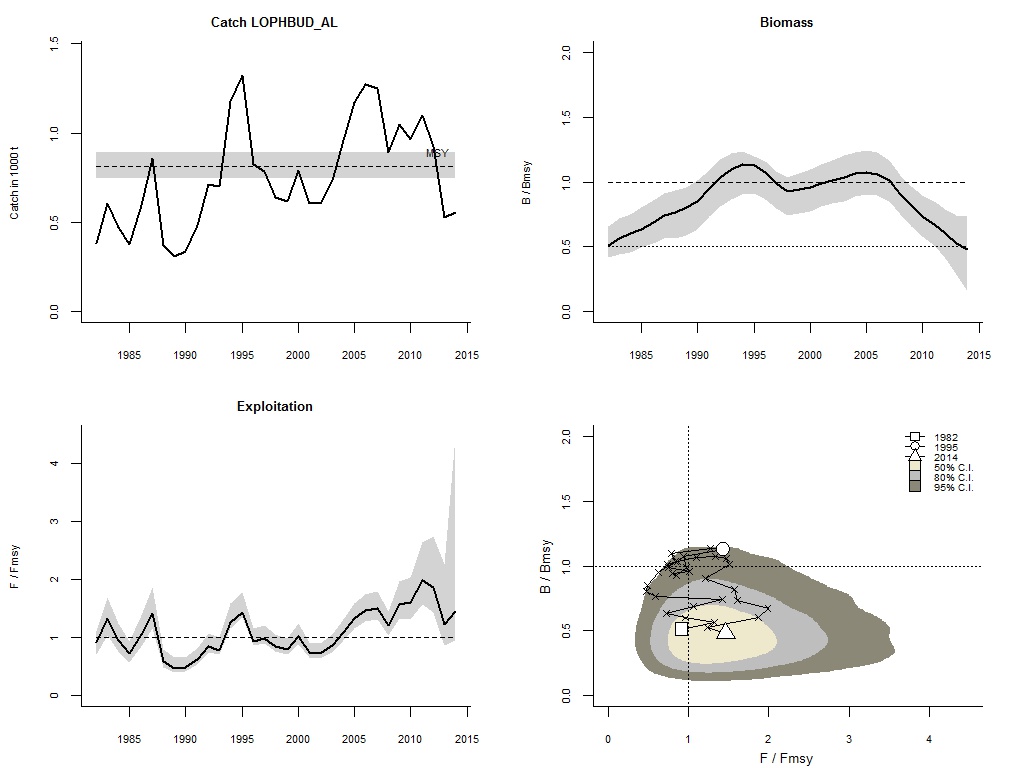 Catch LOPHBUD_AL
Catch in 1000 t
1.5
1.0
0.5
0.0
MSY
1985 1990 1995 2000 2005 2010 2015
Biomass
B / Bmsy
2.0
1.5
1.0
0.5
0.0
1985 1990 1995 2000 2005 2010 2015
Exploitation
F / Fmsy
4
3
2
1
0
1985 1990 1995 2000 2005 2010 2015
B / Bmsy
2.0
1.5
1.0
0.5
0.0
1982
1995
2014
50% C.I.
80% C.I.
95% C.I.
0 1 2 3 4
F / Fmsy